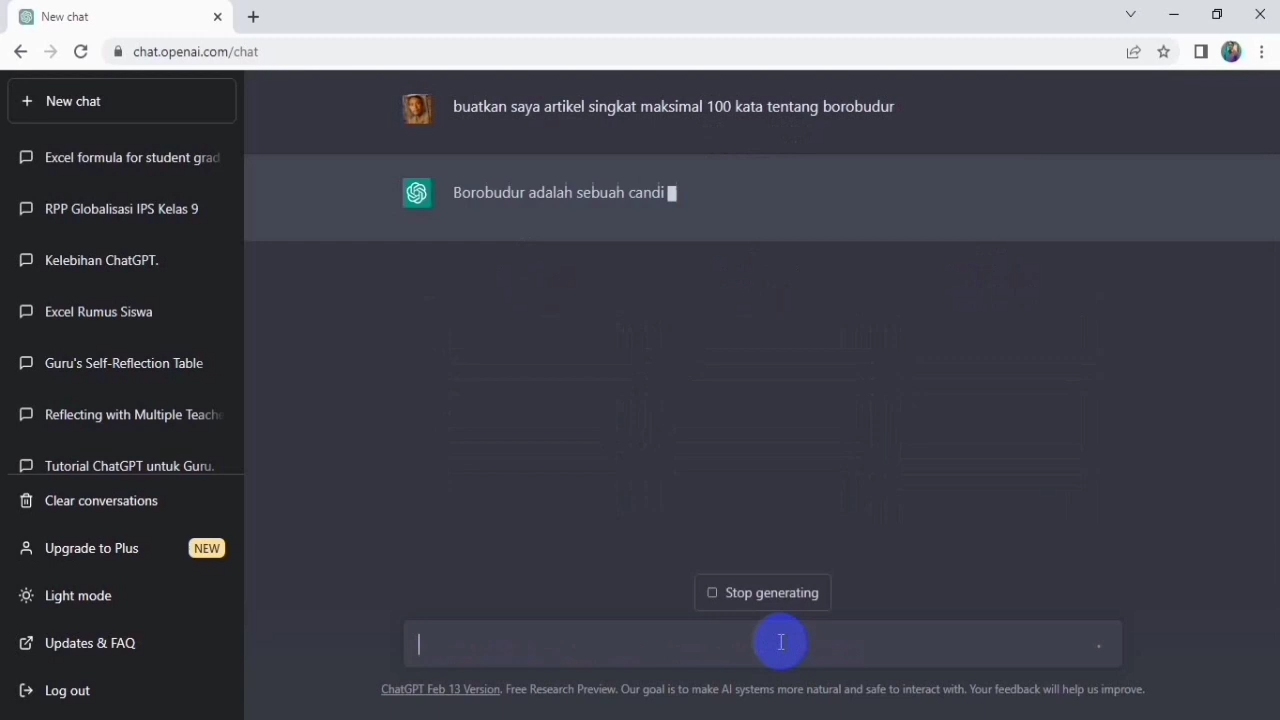 New chat
chat.openai.com/chat
New chat
Excel formula for student grad
RPP Globalisasi IPS Kelas 9
Kelebihan ChatGPT.
Excel Rumus Siswa
Guru's Self-Reflection Table
Reflecting with Multiple Teache
Tutorial ChatGPT untuk Guru.
Clear conversations
Upgrade to Plus NEW
Light mode
Updates & FAQ
Log out
buatkan saya artikel singkat maksimal 100 kata tentang borobudur
Borobudur adalah sebuah candi
Stop generating
ChatGPT Feb 13 Version. Free Research Preview. Our goal is to make AI systems more natural and safe to interact with. Your feedback will help us improve.